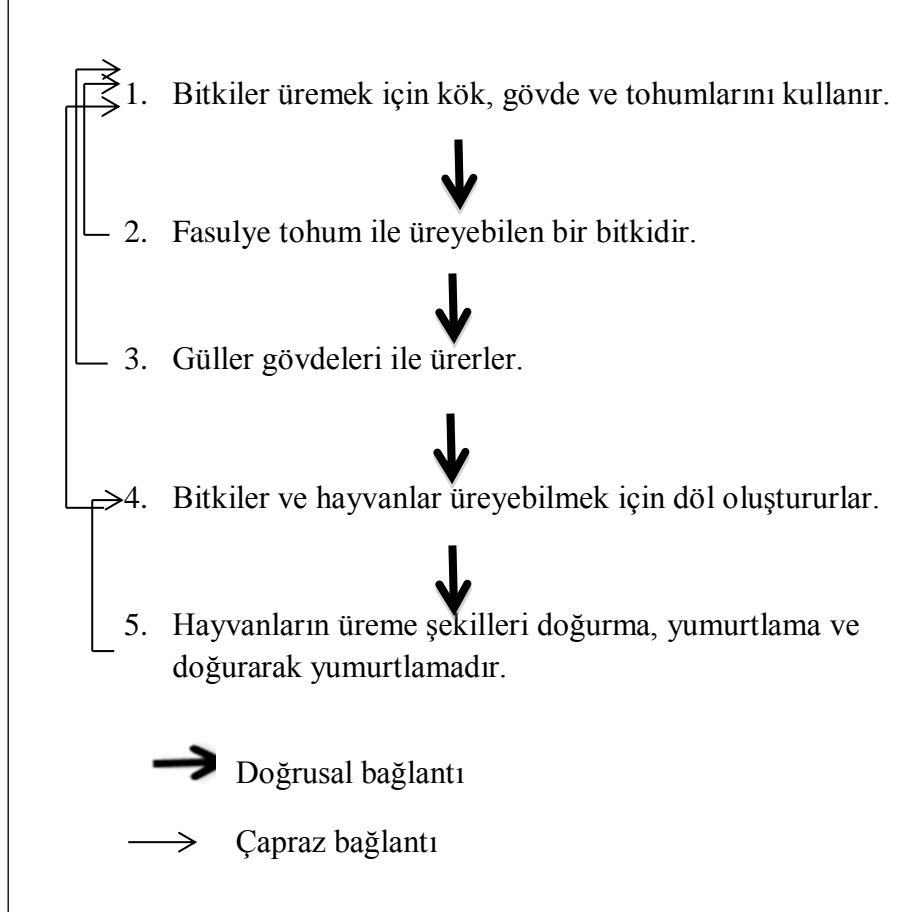 1. Bitkiler üremek için kök, gövde ve tohumlarını kullanır.
2. Fasulye tohum ile üreyebilen bir bitkidir.
3. Güller gövdeleri ile ürerler.
4. Bitkiler ve hayvanlar üreyebilmek için döl oluştururlar.
5. Hayvanların üreme şekilleri doğurma, yumurtlama ve
doğurarak yumurtlamadır.
Doğrusal bağlantı
Çapraz bağlantı